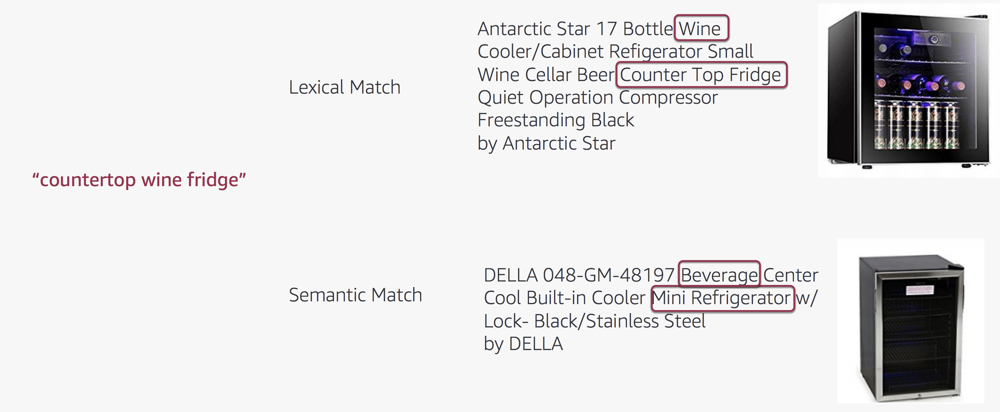 Antarctic Star 17 Bottle Wine
Cooler/Cabinet Refigerator Small
Lexical Match
Wine Cellar Beer Counter Top Fridge
Quiet Operation Compressor
Freestanding Black
by Antarctic Star
“countertop wine fridge”
DELLA 048-GM-48197 Beverage Center
Semantic Match
Cool Built-in Cooler Mini Refrigerator w/
Lock- Black/Stainless Steel
by DELLA